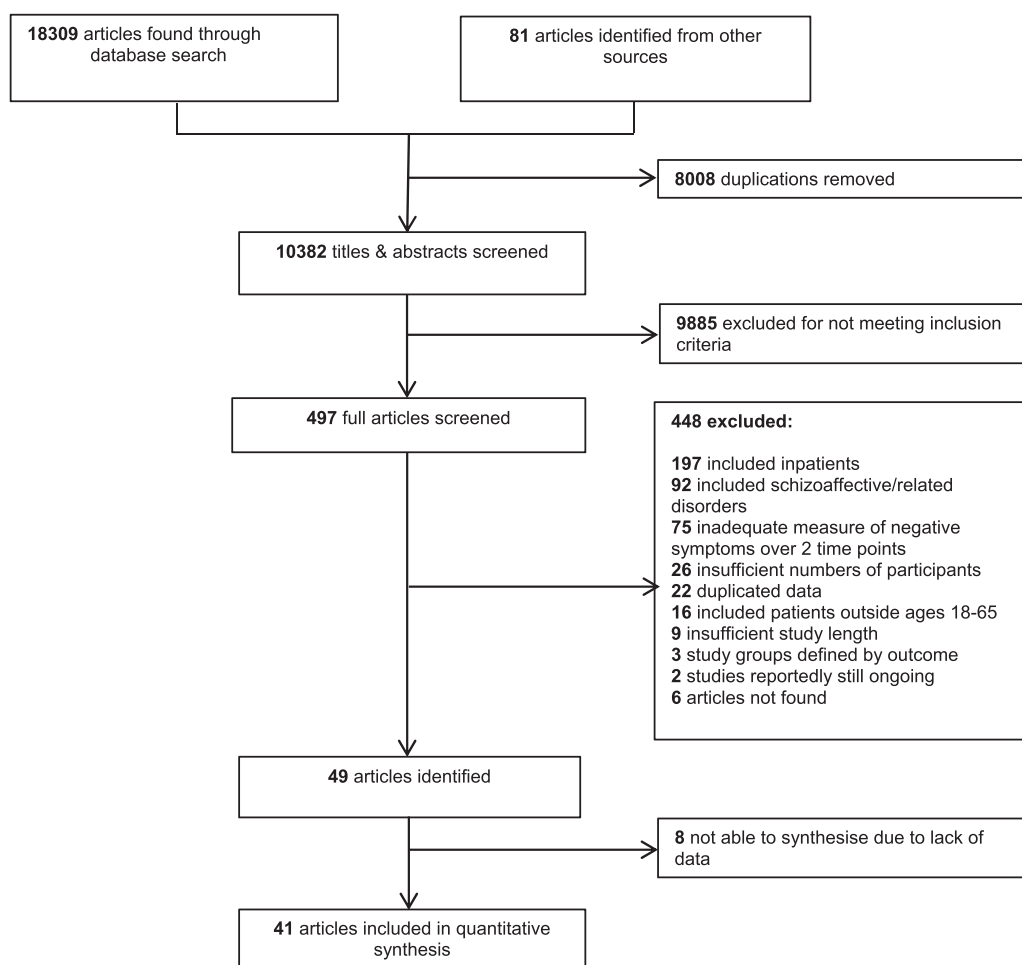 18309 articles found through
database search
81 articles identified from other
sources
8008 duplications removed
10382 titles & abstracts screened
9885 excluded for not meeting inclusion
criteria
497 full articles screened
448 excluded:
197 included inpatients
92 included schizoaffective/related
disorders
75 inadequate measure of negative
symptoms over 2 time points
26 insufficient numbers of participants
22 duplicated data
16 included patients outside ages 18-65
9 insufficient study length
3 study groups defined by outcome
2 studies reportedly still ongoing
6 articles not found
49 articles identified
8 not able to synthesise due to lack of
data
41 articles included in quantitative
synthesis